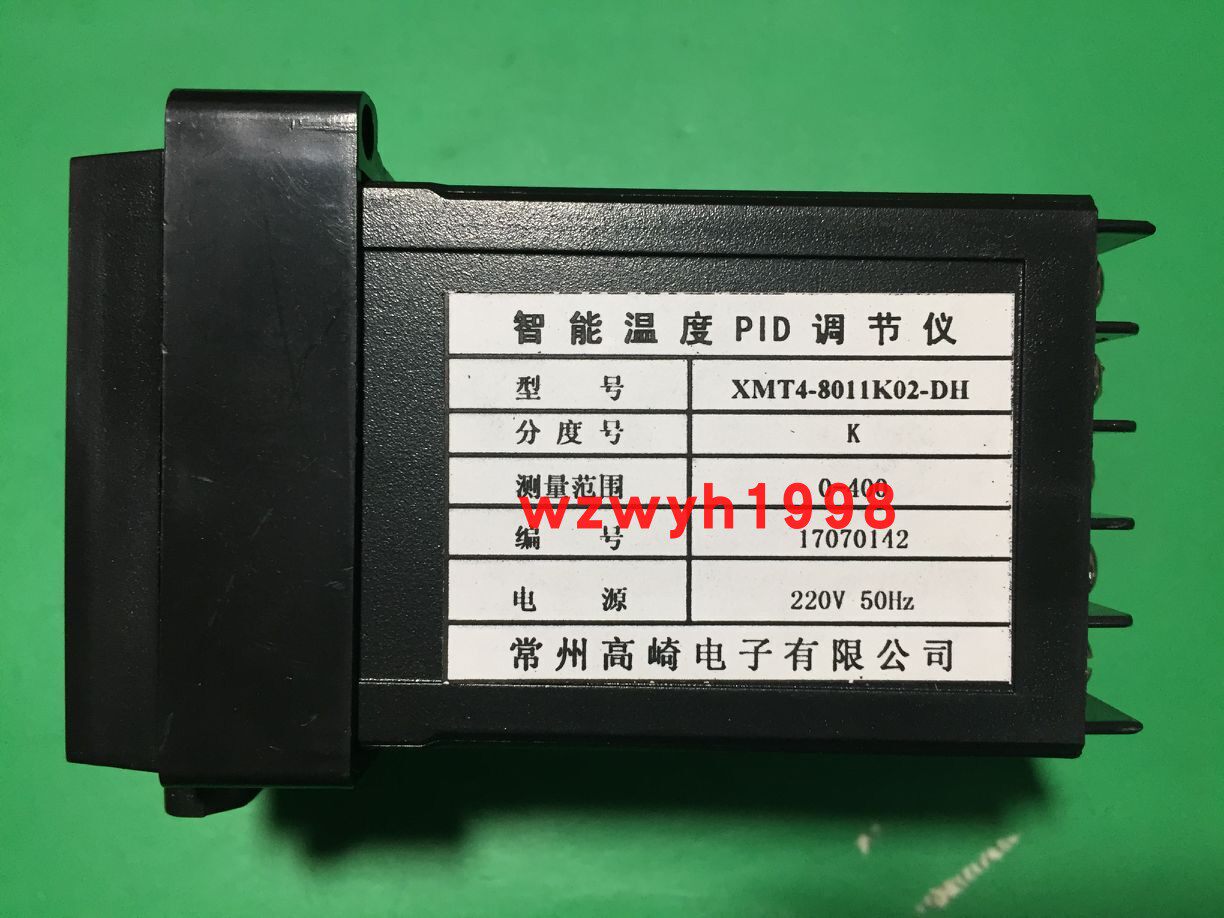 智能温度PID调节仪
型号 XMT4-8011K02-DH
分度号 K
测量范围 0-400
wzwyh1998
编号 17070142
电源 220V 50Hz
常州高崎电子有限公司